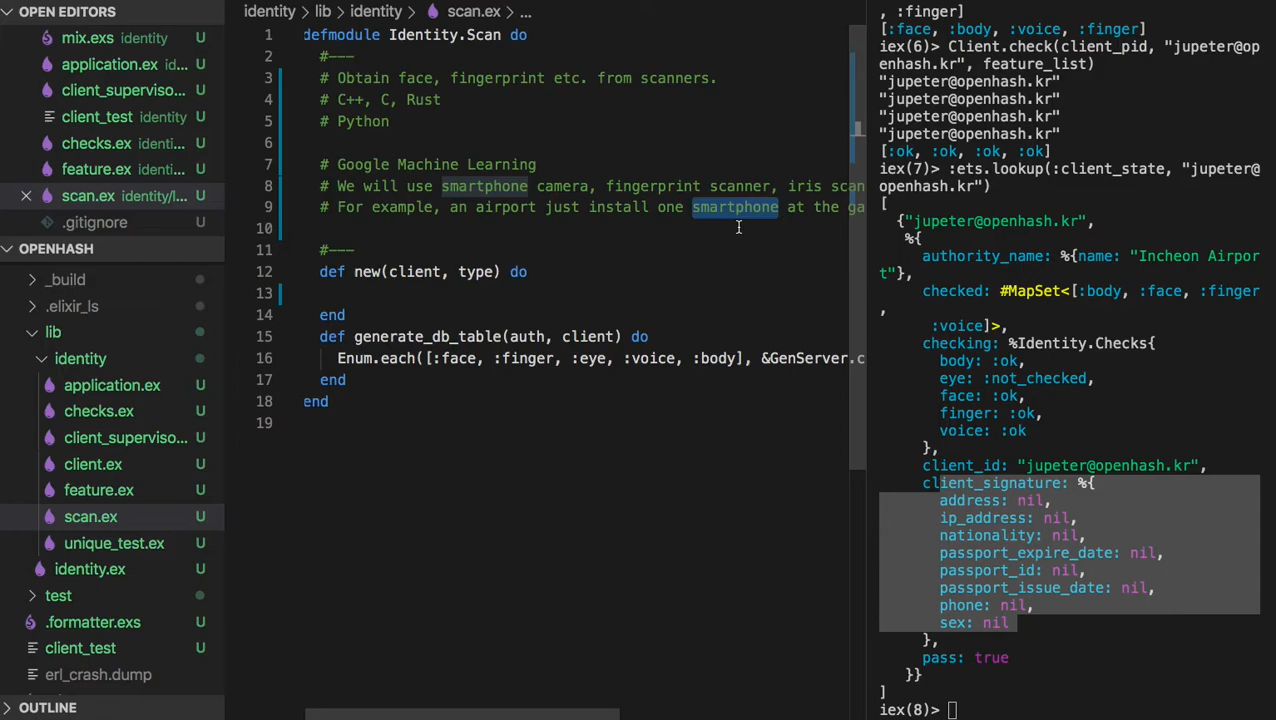 OPEN EDITORS
mix.exs identity U
application.ex id... U
client_superviso... U
client_test identity U
checks.ex identi... U
feature.ex identi... U
scan.ex identity/l... U
.gitignore
OPENHASH
_build
.elixir_ls
lib
identity
application.ex U
checks.ex U
client_superviso... U
client.ex U
feature.ex U
scan.ex U
unique_test.ex U
identity.ex U
test
.formatter.exs U
client_test U
erl_crash.dump
OUTLINE
identity > lib > identity > scan.ex > ...
1 defmodule Identity.Scan do
2 #---
3 # Obtain face, fingerprint etc. from scanners.
4 # C++, C, Rust
5 # Python
6
7 # Google Machine Learning
8 # We will use smartphone camera, fingerprint scanner, iris scan
9 # For example, an airport just install one smartphone at the ga
10
11 #---
12 def new(client, type) do
13
14 end
15 def generate_db_table(auth, client) do
16 Enum.each([:face, :finger, :eye, :voice, :body], &GenServer.c
17 end
18 end
19
, :finger]
[:face, :body, :voice, :finger]
iex(6)> Client.check(client_pid, "jupeter@op
enhash.kr", feature_list)
"jupeter@openhash.kr"
"jupeter@openhash.kr"
"jupeter@openhash.kr"
"jupeter@openhash.kr"
[:ok, :ok, :ok, :ok]
iex(7)> :ets.lookup(:client_state, "jupeter@
openhash.kr")
[
{"jupeter@openhash.kr",
%{
authority_name: %{name: "Incheon Airpor
t"},
checked: #MapSet<[:body, :face, :finger
,
:voice]>,
checking: %Identity.Checks{
body: :ok,
eye: :not_checked,
face: :ok,
finger: :ok,
voice: :ok
},
client_id: "jupeter@openhash.kr",
client_signature: %{
address: nil,
ip_address: nil,
nationality: nil,
passport_expire_date: nil,
passport_id: nil,
passport_issue_date: nil,
phone: nil,
sex: nil
},
pass: true
}}
]
iex(8)>